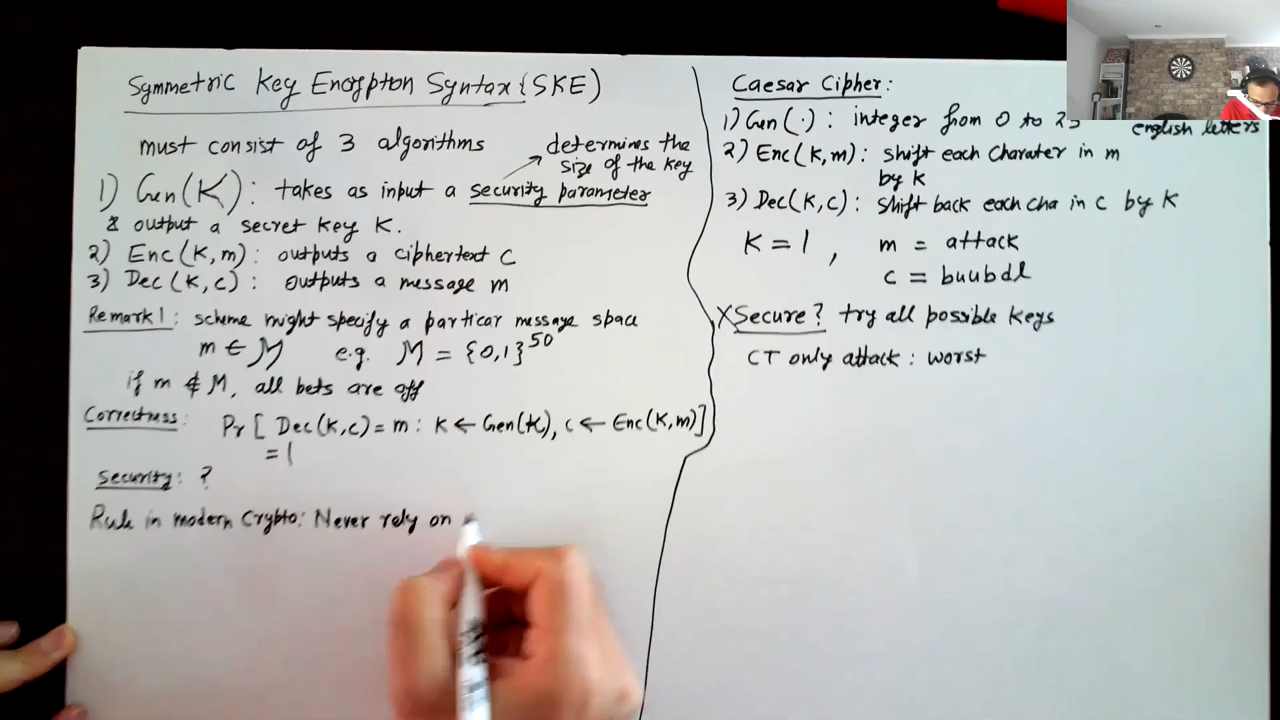 Symmetric Key Encryption Syntax (SKE)
must consist of 3 algorithms
determines the
size of the key
1) Gen(K): takes as input a security parameter
& output a secret key K.
2) Enc(K,m): outputs a ciphertext C
3) Dec(K,c): outputs a message m
Remark 1: scheme might specify a particar message space
m ∈ M e.g. M = {0,1}^50
if m ∉ M, all bets are off
Correctness: Pr [ Dec(K,c) = m : K ← Gen(K), c ← Enc(K,m)]
= 1
Security: ?
Rule in modern Crypto: Never rely on
Caesar Cipher:
1) Gen(·): integer from 0 to 25
english letters
2) Enc(K,m): shift each Charater in m
by K
3) Dec(K,C): shift back each cha in c by K
K = 1, m = attack
c = buubdl
X Secure? try all possible keys
CT only attack: worst